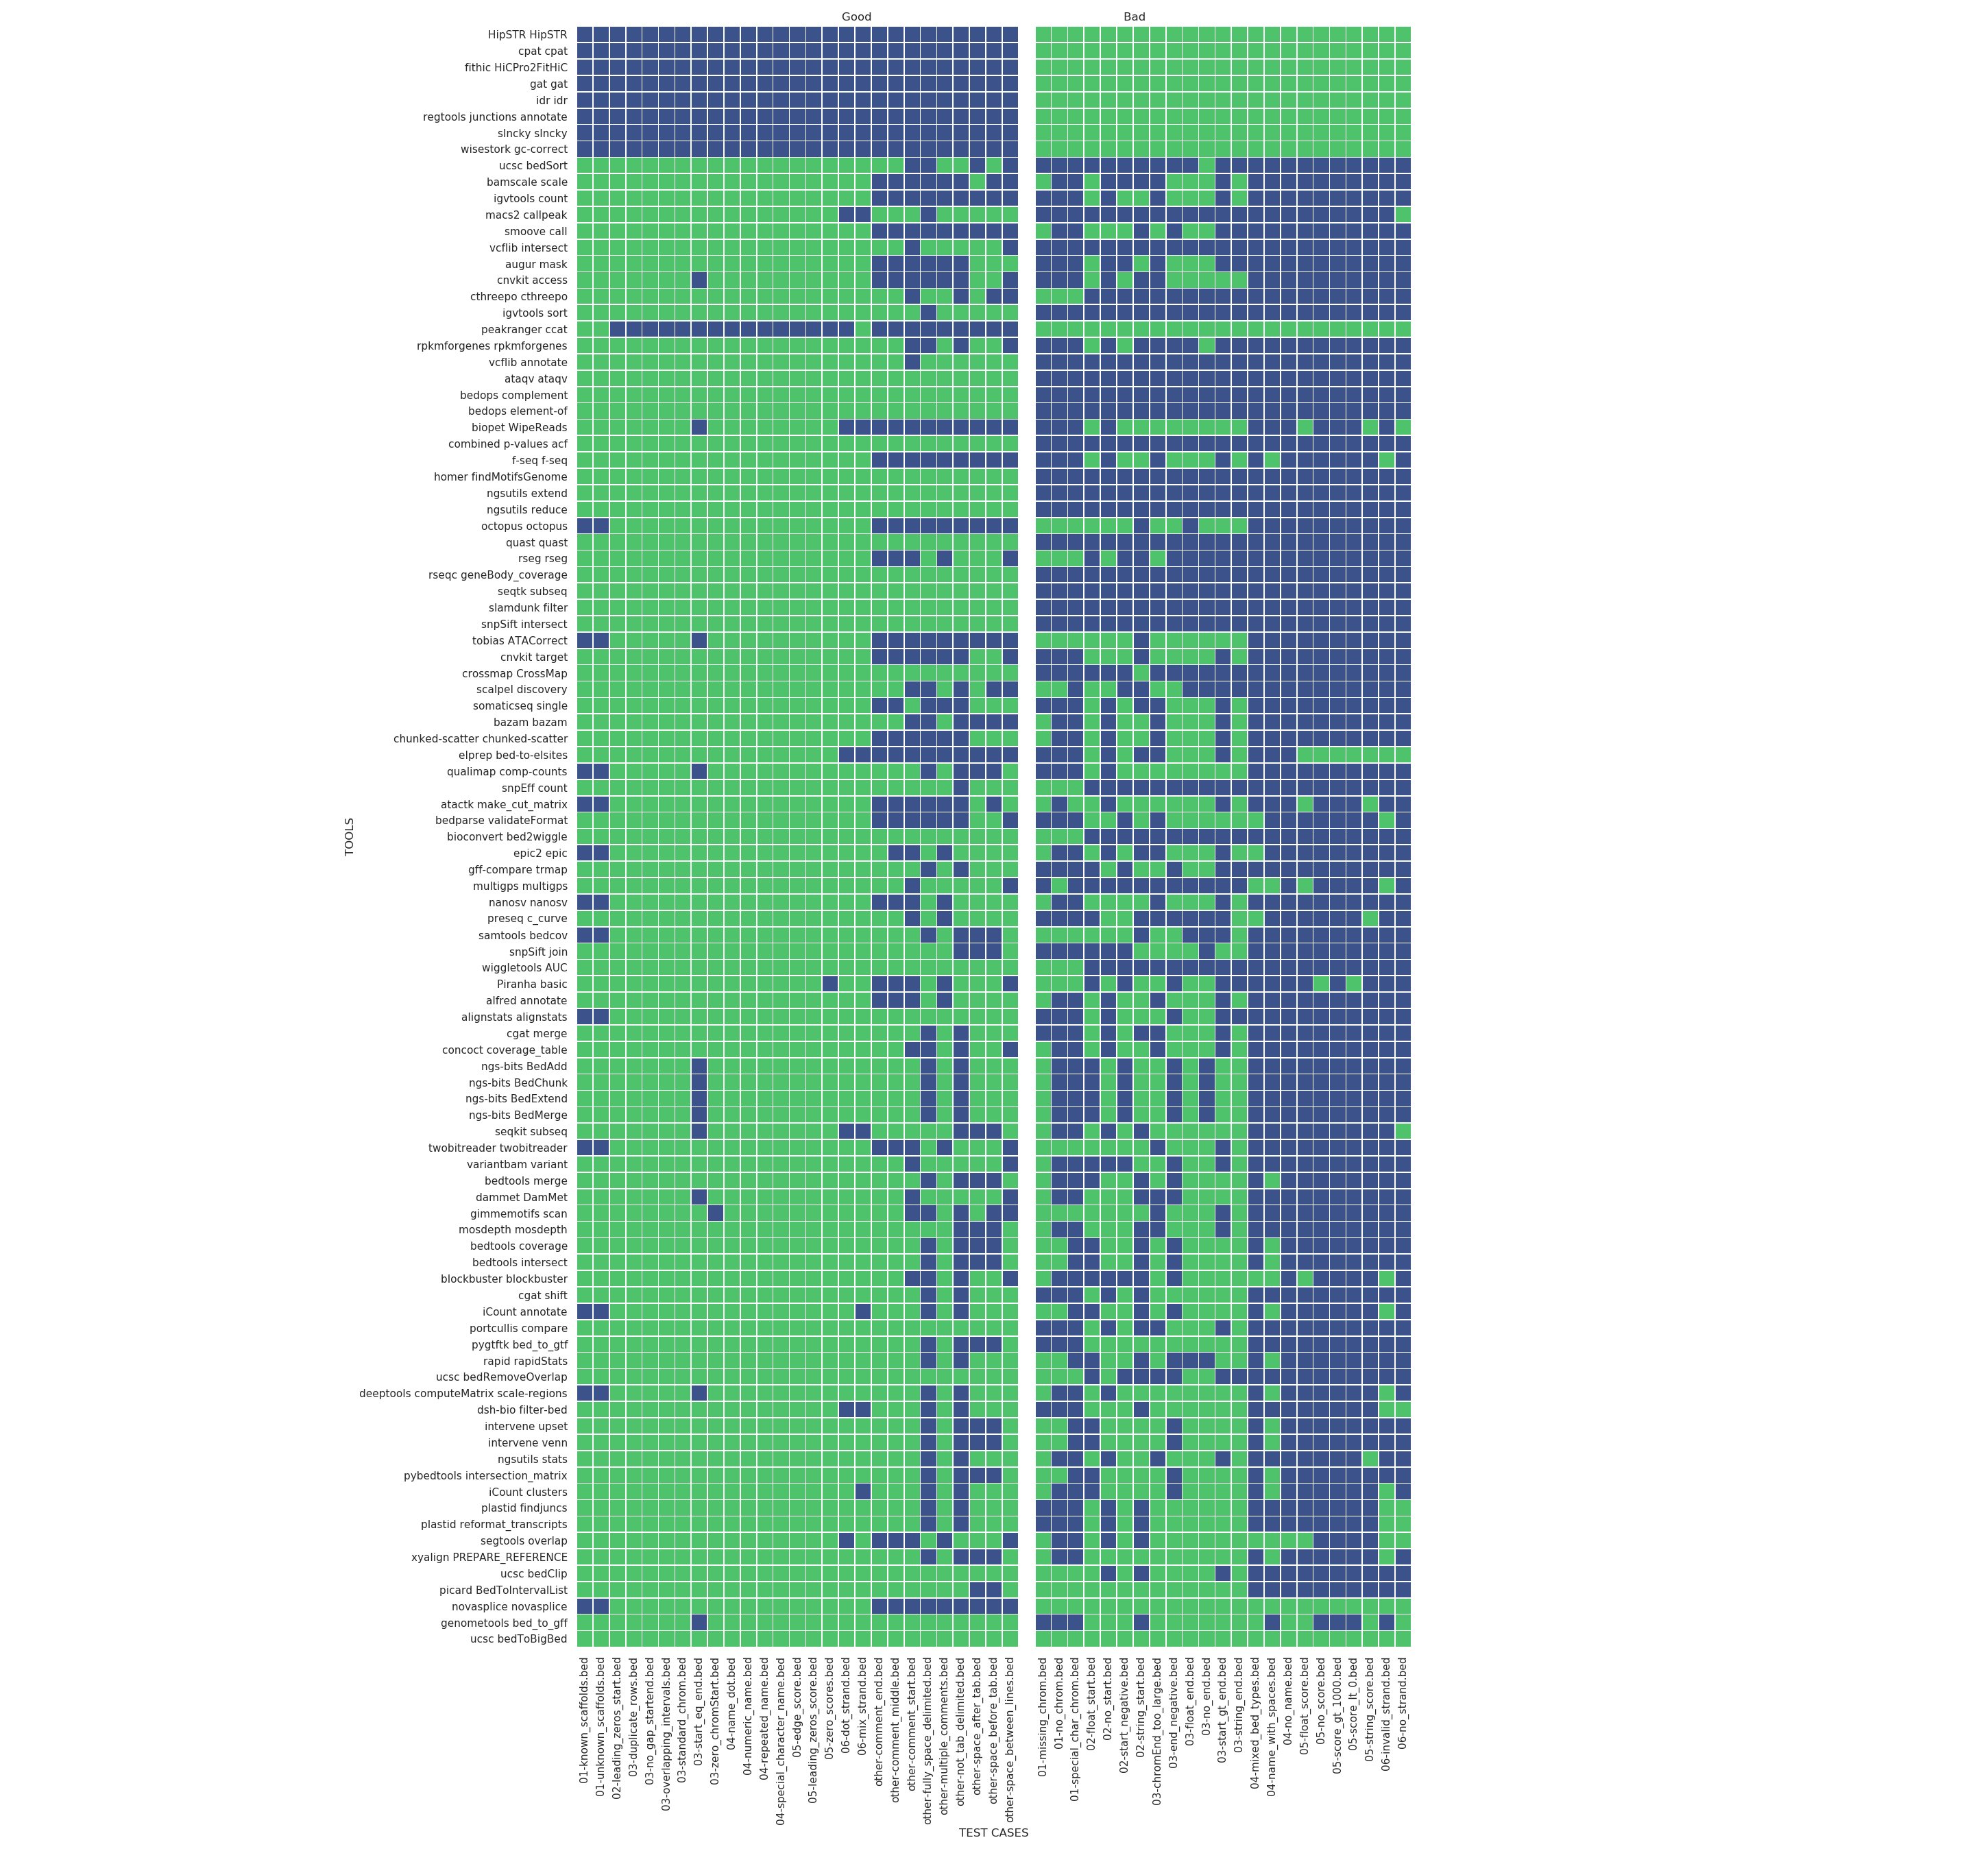 Good
Bad
HipSTR HipSTR
cpat cpat
fithic HiCPro2FitHiC
gat gat
idr idr
regtools junctions annotate
slncky slncky
wisestork gc-correct
ucsc bedSort
bamscale scale
igvtools count
macs2 callpeak
smoove call
vcflib intersect
augur mask
cnvkit access
cthreepo cthreepo
igvtools sort
peakranger ccat
rpkmforgenes rpkmforgenes
vcflib annotate
ataqv ataqv
bedops complement
bedops element-of
biopet WipeReads
combined p-values acf
f-seq f-seq
homer findMotifsGenome
ngsutils extend
ngsutils reduce
octopus octopus
quast quast
rseg rseg
rseqc geneBody_coverage
seqtk subseq
slamdunk filter
snpSift intersect
tobias ATACorrect
cnvkit target
crossmap CrossMap
scalpel discovery
somaticseq single
bazam bazam
chunked-scatter chunked-scatter
elprep bed-to-elsites
qualimap comp-counts
snpEff count
atactk make_cut_matrix
bedparse validateFormat
bioconvert bed2wiggle
epic2 epic
gff-compare trmap
multigps multigps
nanosv nanosv
preseq c_curve
samtools bedcov
snpSift join
wiggletools AUC
Piranha basic
alfred annotate
alignstats alignstats
cgat merge
concoct coverage_table
ngs-bits BedAdd
ngs-bits BedChunk
ngs-bits BedExtend
ngs-bits BedMerge
seqkit subseq
twobitreader twobitreader
variantbam variant
bedtools merge
dammet DamMet
gimmemotifs scan
mosdepth mosdepth
bedtools coverage
bedtools intersect
blockbuster blockbuster
cgat shift
iCount annotate
portcullis compare
pygtftk bed_to_gtf
rapid rapidStats
ucsc bedRemoveOverlap
deeptools computeMatrix scale-regions
dsh-bio filter-bed
intervene upset
intervene venn
ngsutils stats
pybedtools intersection_matrix
iCount clusters
plastid findjuncs
plastid reformat_transcripts
segtools overlap
xyalign PREPARE_REFERENCE
ucsc bedClip
picard BedToIntervalList
novasplice novasplice
genometools bed_to_gff
ucsc bedToBigBed
TOOLS
01-known_scaffolds.bed
01-unknown_scaffolds.bed
02-leading_zeros_start.bed
03-duplicate_rows.bed
03-no_gap_startend.bed
03-overlapping_intervals.bed
03-standard_chrom.bed
03-start_eq_end.bed
03-zero_chromStart.bed
04-name_dot.bed
04-numeric_name.bed
04-repeated_name.bed
04-special_character_name.bed
05-edge_score.bed
05-leading_zeros_score.bed
05-zero_scores.bed
06-dot_strand.bed
06-mix_strand.bed
other-comment_end.bed
other-comment_middle.bed
other-comment_start.bed
other-fully_space_delimited.bed
other-multiple_comments.bed
other-not_tab_delimited.bed
other-space_after_tab.bed
other-space_before_tab.bed
other-space_between_lines.bed
01-missing_chrom.bed
01-no_chrom.bed
01-special_char_chrom.bed
02-float_start.bed
02-no_start.bed
02-start_negative.bed
02-string_start.bed
03-chromEnd_too_large.bed
03-end_negative.bed
03-float_end.bed
03-no_end.bed
03-start_gt_end.bed
03-string_end.bed
04-mixed_bed_types.bed
04-name_with_spaces.bed
04-no_name.bed
05-float_score.bed
05-no_score.bed
05-score_gt_1000.bed
05-score_lt_0.bed
05-string_score.bed
06-invalid_strand.bed
06-no_strand.bed
TEST CASES